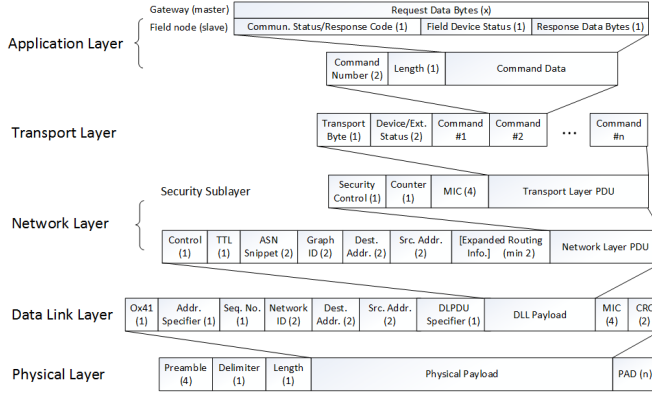 Gateway (master)
Request Data Bytes (x)
Field node (slave)
Commun. Status/Response Code (1)
Field Device Status (1)
Response Data Bytes (1)
Application Layer
Command
Number (2)
Length (1)
Command Data
Transport Layer
Transport
Byte (1)
Device/Ext.
Status (2)
Command
#1
Command
#2
...
Command
#n
Security Sublayer
Security
Control (1)
Counter
(1)
MIC (4)
Transport Layer PDU
Network Layer
Control
(1)
TTL
(1)
ASN
Snippet (2)
Graph
ID (2)
Dest.
Addr. (2)
Src. Addr.
(2)
[Expanded Routing
Info.] (min 2)
Network Layer PDU
Data Link Layer
Ox41
(1)
Addr.
Specifier (1)
Seq. No.
(1)
Network
ID (2)
Dest.
Addr. (2)
Src. Addr.
(2)
DLPDU
Specifier (1)
DLL Payload
MIC
(4)
CRC
(2)
Physical Layer
Preamble
(4)
Delimiter
(1)
Length
(1)
Physical Payload
PAD (n)